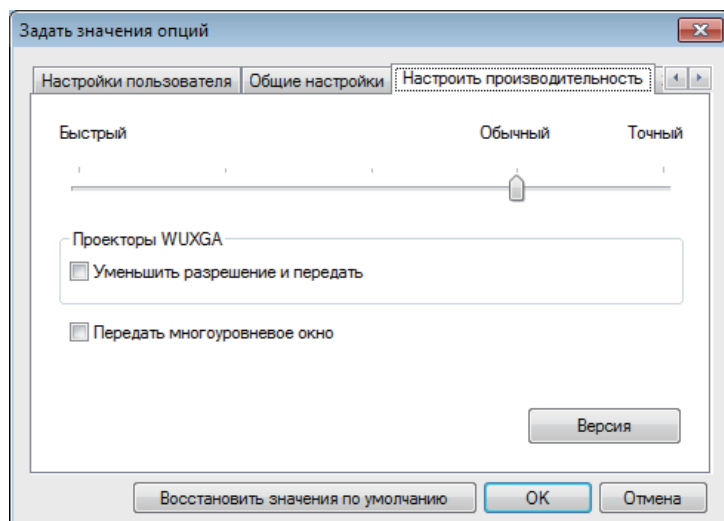 Задать значения опций
Настройки пользователя Общие настройки Настроить производительность
Быстрый Обычный Точный
Проекторы WUXGA
Уменьшить разрешение и передать
Передать многоуровневое окно
Версия
Восстановить значения по умолчанию OK Отмена